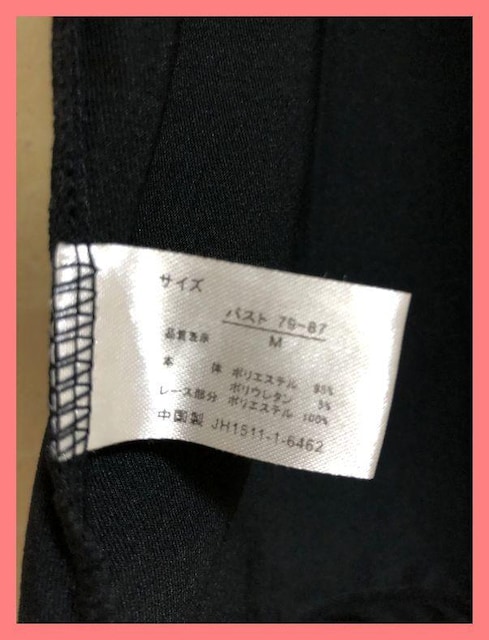 サイズ
バスト 79-87
M
品質表示
本 体 ポリエステル 95%
ポリウレタン 5%
レース部分 ポリエステル 100%
中国製 JH1511-1-6462